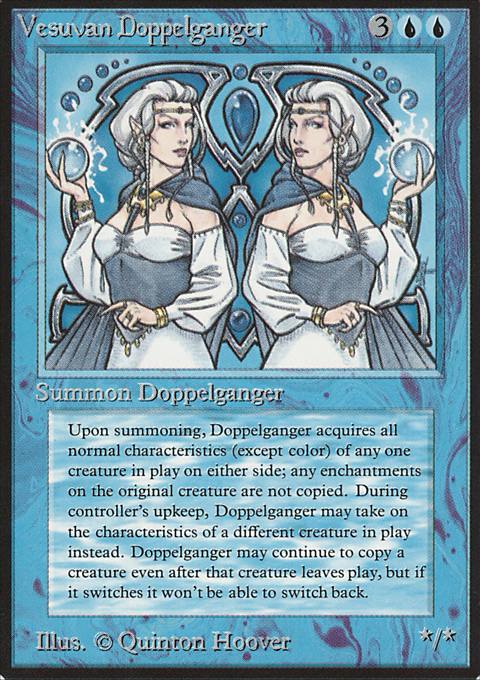 Vesuvan Doppelganger 3
Summon Doppelganger
Upon summoning, Doppelganger acquires all
normal characteristics (except color) of any one
creature in play on either side; any enchantments
on the original creature are not copied. During
controller's upkeep, Doppelganger may take on
the characteristics of a different creature in play
instead. Doppelganger may continue to copy a
creature even after that creature leaves play, but if
it switches it won't be able to switch back.
Illus. © Quinton Hoover */*